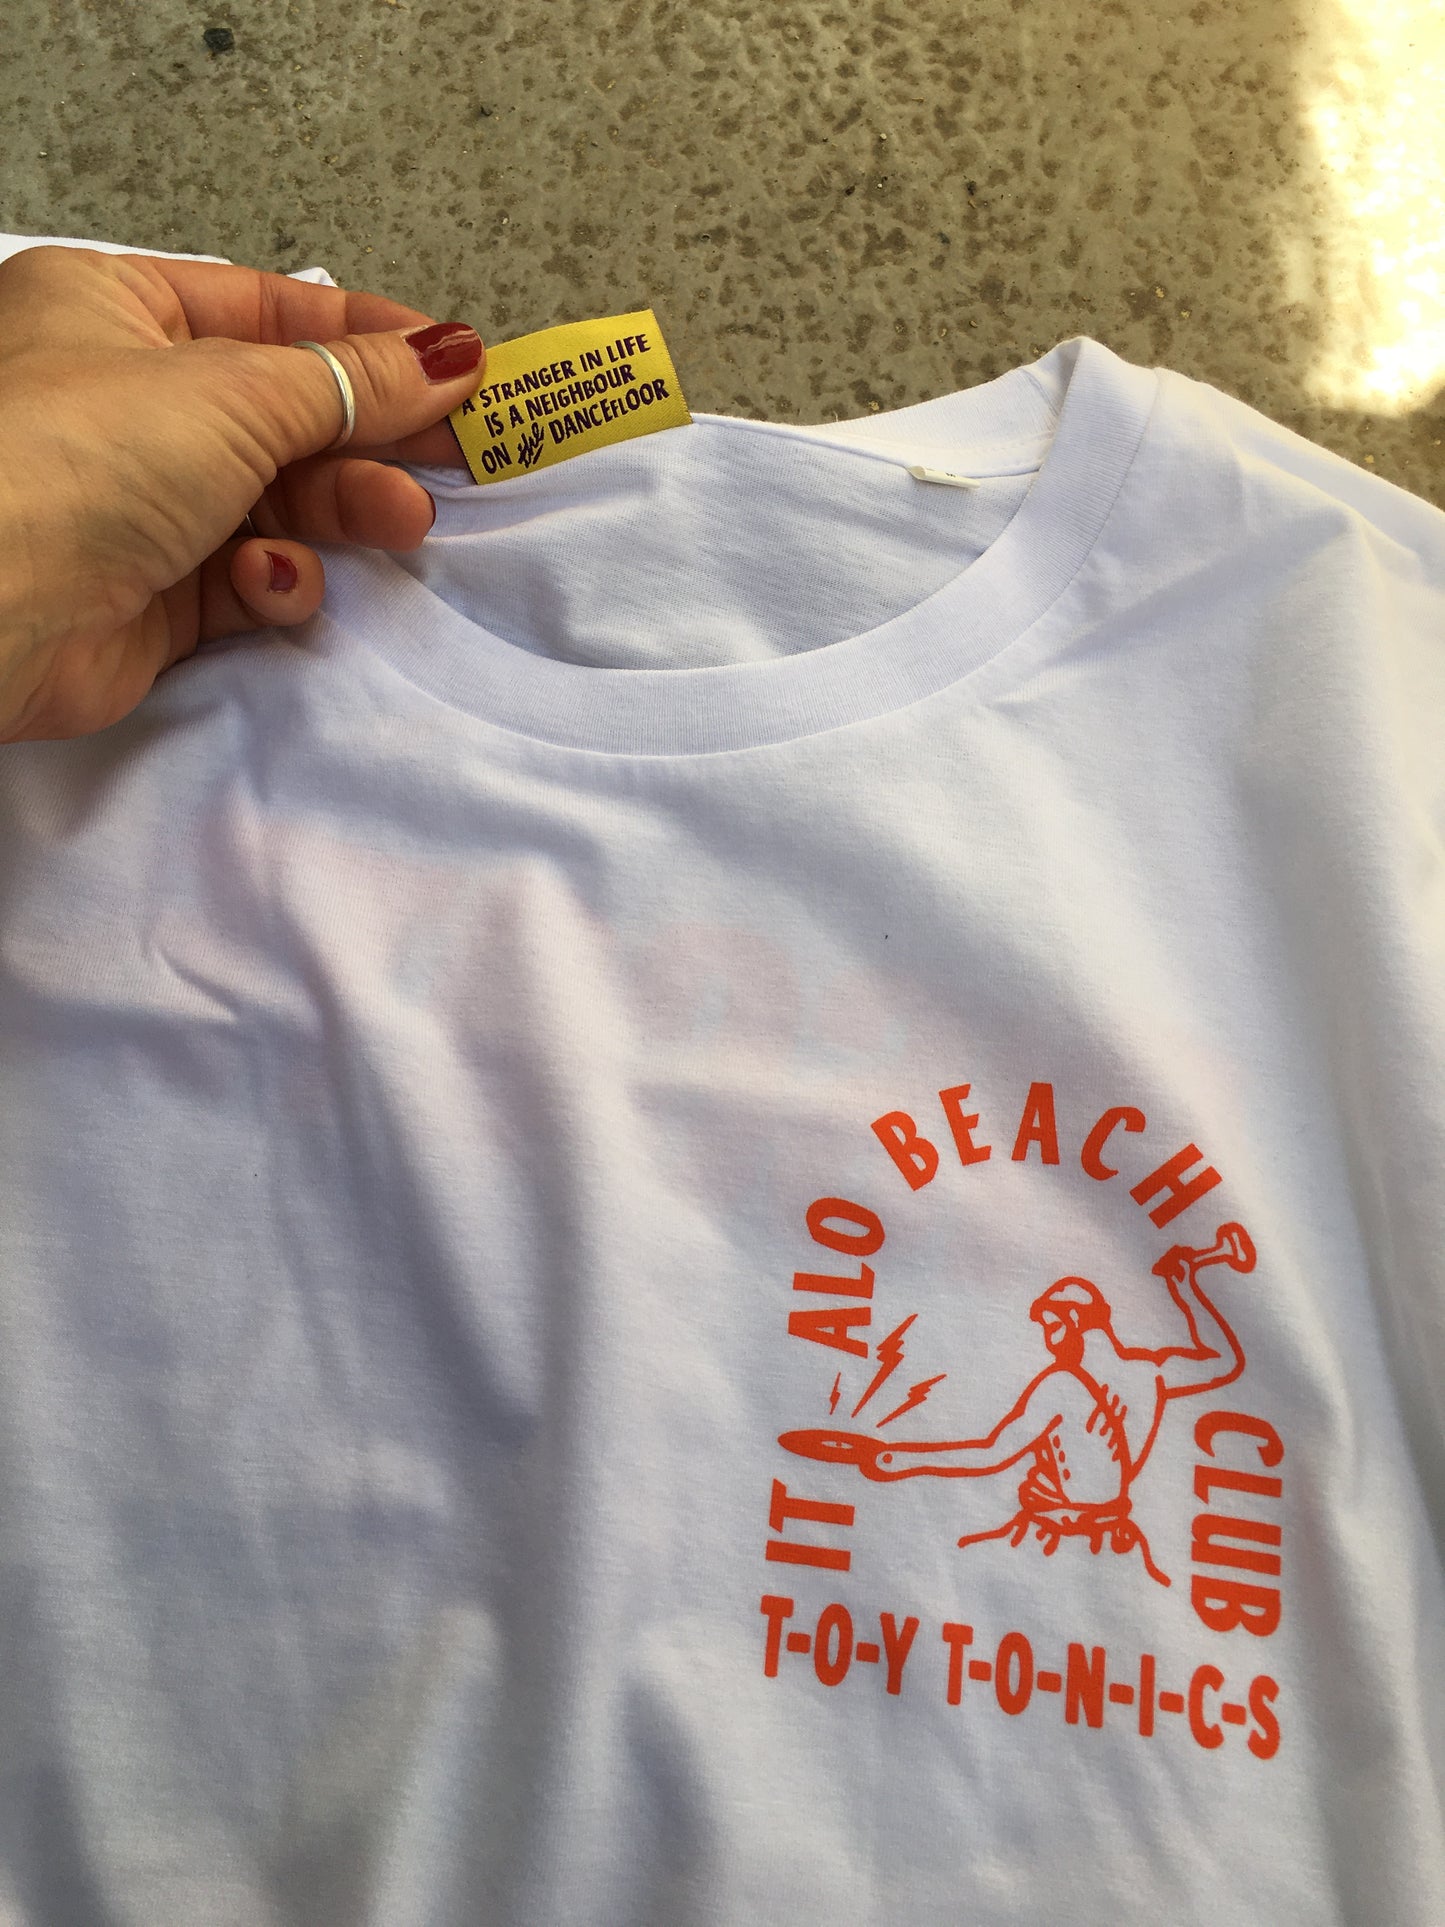 A STRANGER IN LIFE
IS A NEIGHBOUR
ON the DANCEFLOOR
IT ALO BEACH CLUB
T-O-Y T-O-N-I-C-S